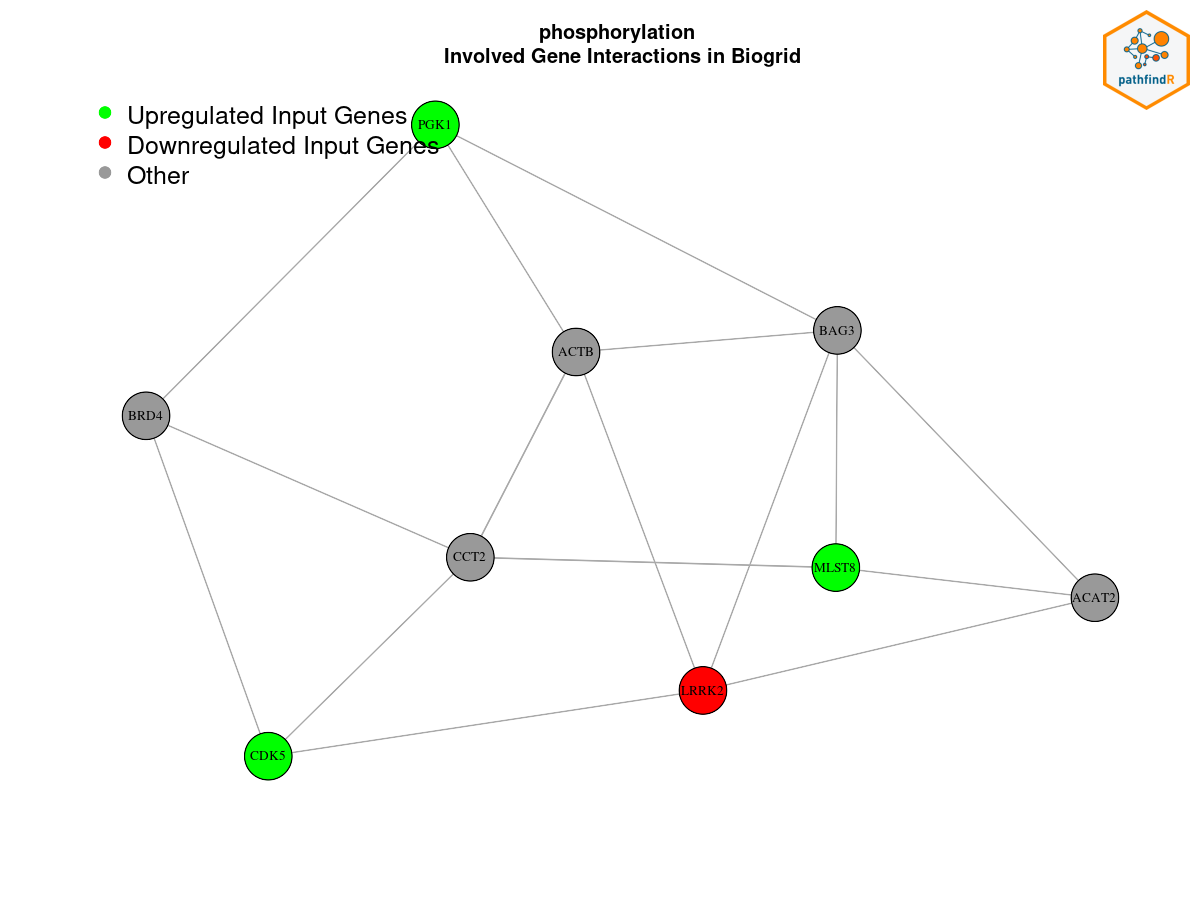 phosphorylation
Involved Gene Interactions in Biogrid
pathfindR
Upregulated Input Genes
Downregulated Input Genes
Other
PGK1
BAG3
ACTB
BRD4
CCT2
MLST8
ACAT2
LRRK2
CDK5